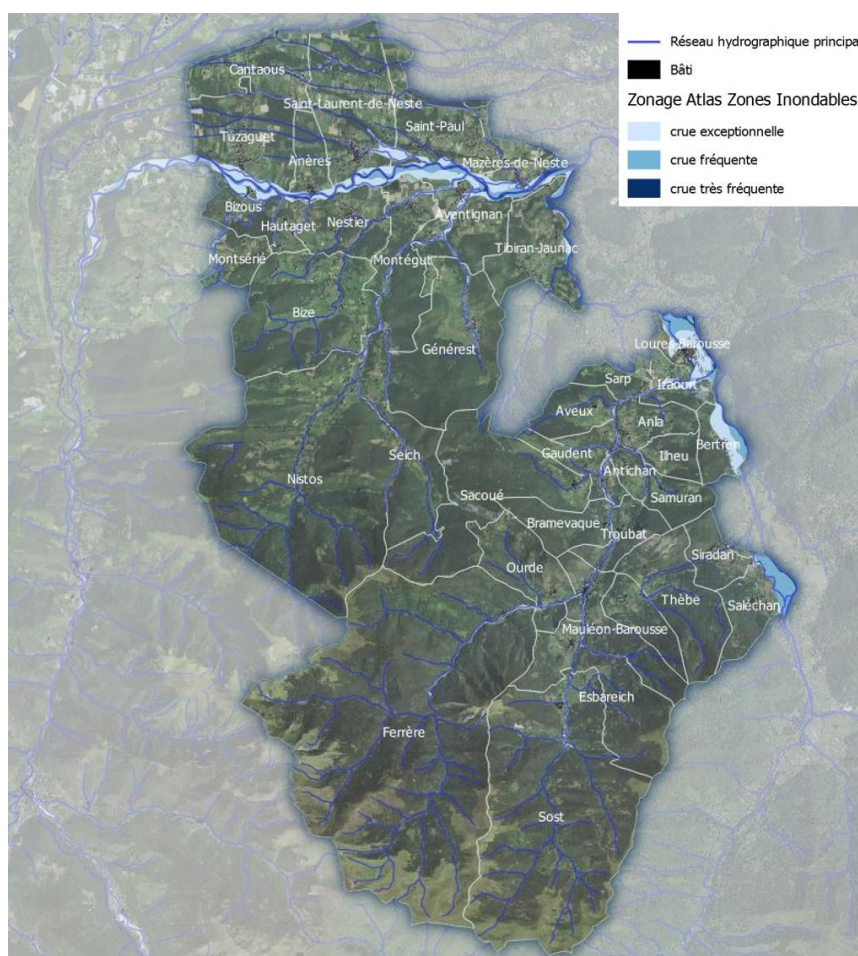 Réseau hydrographique principa
Bâti
Zonage Atlas Zones Inondables
crue exceptionnelle
crue fréquente
crue très fréquente
Cantaous
Saint-Laurent-de-Neste
Saint-Paul
Tuzaguet
Anères
Mazères-de-Neste
Bizous
Aventignan
Hautaget
Nestier
Tibiran-Jaunac
Montsérié
Montégut
Bize
Générest
Loures-Barousse
Sarp
Izaourt
Aveux
Anla
Bertren
Gaudent
Ilheu
Seich
Antichan
Nistos
Sacoué
Samuran
Bramevaque
Troubat
Siradan
Ourde
Thèbe
Saléchan
Mauléon-Barousse
Esbareich
Ferrère
Sost